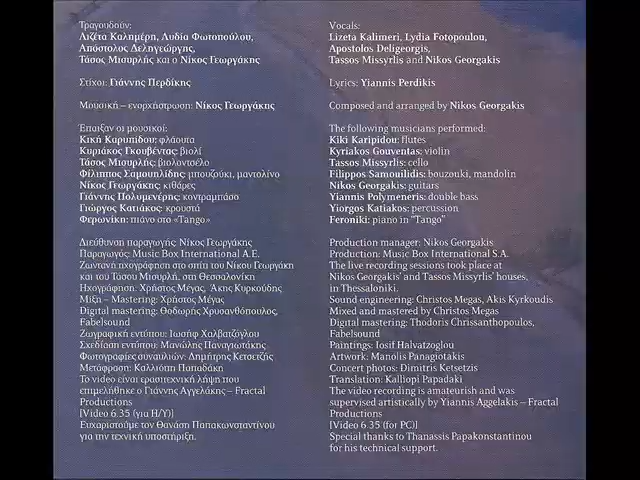 Τραγουδούν:
Λιζέτα Καλημέρη, Λυδία Φωτοπούλου,
Απόστολος Δεληγεώργης,
Τάσος Μισυρλής και ο Νίκος Γεωργάκης
Στίχοι: Γιάννης Περδίκης
Μουσική – ενορχήστρωση: Νίκος Γεωργάκης
Έπαιξαν οι μουσικοί:
Κική Καρυπίδου: φλάουτα
Κυριάκος Γκουβέντας: βιολί
Τάσος Μισυρλής: βιολοντσέλο
Φίλιππος Σαμουηλίδης: μπουζούκι, μαντολίνο
Νίκος Γεωργάκης: κιθάρες
Γιάννης Πολυμενέρης: κοντραμπάσο
Γιώργος Κατιάκος: κρουστά
Φερωνίκη: πιάνο στο «Tango»
Διεύθυνση παραγωγής: Νίκος Γεωργάκης
Παραγωγός: Music Box International A.E.
Ζωντανή ηχογράφηση στο σπίτι του Νίκου Γεωργάκη
και του Τάσου Μισυρλή, στη Θεσσαλονίκη
Ηχογράφηση: Χρήστος Μέγας, Άκης Κυρκούδης
Μίξη – Mastering: Χρήστος Μέγας
Digital mastering: Θοδωρής Χρυσανθόπουλος,
Fabelsound
Ζωγραφική εντύπου: Ιωσήφ Χαλβατζόγλου
Σχεδίαση εντύπου: Μανώλης Παναγιωτάκης
Φωτογραφίες συναυλιών: Δημήτρης Κετσετζής
Μετάφραση: Καλλιόπη Παπαδάκη
Το video είναι ερασιτεχνική λήψη που
επιμελήθηκε ο Γιάννης Αγγελάκης – Fractal
Productions
[Video 6.35 (για Η/Υ)]
Ευχαριστούμε τον Θανάση Παπακωνσταντίνου
για την τεχνική υποστήριξη.
Vocals:
Lizeta Kalimeri, Lydia Fotopoulou,
Apostolos Deligeorgis,
Tassos Missyrlis and Nikos Georgakis
Lyrics: Yiannis Perdikis
Composed and arranged by Nikos Georgakis
The following musicians performed:
Kiki Karipidou: flutes
Kyriakos Gouventas: violin
Tassos Missyrlis: cello
Filippos Samouilidis: bouzouki, mandolin
Nikos Georgakis: guitars
Yiannis Polymeneris: double bass
Yiorgos Katiakos: percussion
Feroniki: piano in “Tango”
Production manager: Nikos Georgakis
Production: Music Box International S.A.
The live recording sessions took place at
Nikos Georgakis' and Tassos Missyrlis' houses,
in Thessaloniki.
Sound engineering: Christos Megas, Akis Kyrkoudis
Mixed and mastered by Christos Megas
Digital mastering: Thodoris Chrissanthopoulos,
Fabelsound
Paintings: Iosif Halvatzoglou
Artwork: Manolis Panagiotakis
Concert photos: Dimitris Ketsetzis
Translation: Kalliopi Papadaki
The video recording is amateurish and was
supervised artistically by Yiannis Aggelakis – Fractal
Productions
[Video 6.35 (for PC)]
Special thanks to Thanassis Papakonstantinou
for his technical support.